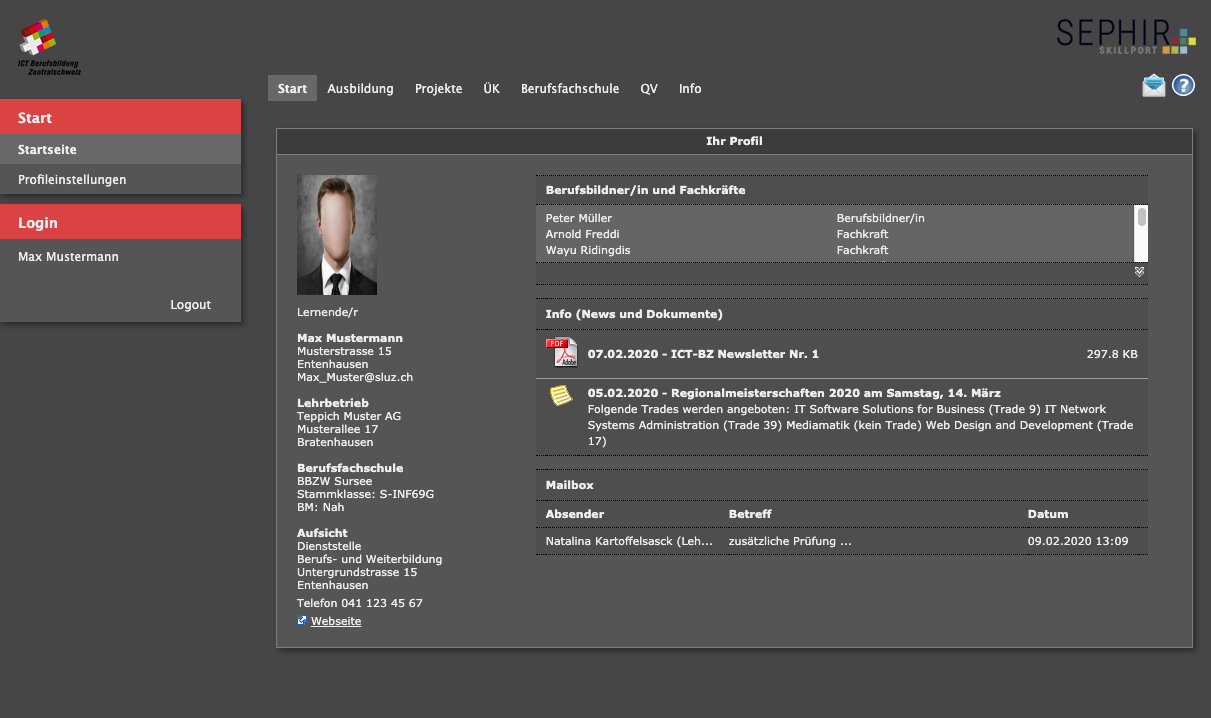 ICT Berufsbildung
Zentralschweiz
SEPHIR
SKILLPORT
Start
Ausbildung
Projekte
ÜK
Berufsfachschule
QV
Info
?
Start
Startseite
Profileinstellungen
Login
Max Mustermann
Logout
Ihr Profil
Lernende/r
Max Mustermann
Musterstrasse 15
Entenhausen
Max_Muster@sluz.ch
Lehrbetrieb
Teppich Muster AG
Musterallee 17
Bratenhausen
Berufsfachschule
BBZW Sursee
Stammklasse: S-INF69G
BM: Nah
Aufsicht
Dienststelle
Berufs- und Weiterbildung
Untergrundstrasse 15
Entenhausen
Telefon 041 123 45 67
Webseite
Berufsbildner/in und Fachkräfte
Peter Müller Berufsbildner/in
Arnold Freddi Fachkraft
Wayu Ridingdis Fachkraft
Info (News und Dokumente)
PDF
Adobe
07.02.2020 - ICT-BZ Newsletter Nr. 1 297.8 KB
05.02.2020 - Regionalmeisterschaften 2020 am Samstag, 14. März
Folgende Trades werden angeboten: IT Software Solutions for Business (Trade 9) IT Network
Systems Administration (Trade 39) Mediamatik (kein Trade) Web Design and Development (Trade
17)
Mailbox
Absender Betreff Datum
Natalina Kartoffelsasck (Leh... zusätzliche Prüfung ... 09.02.2020 13:09